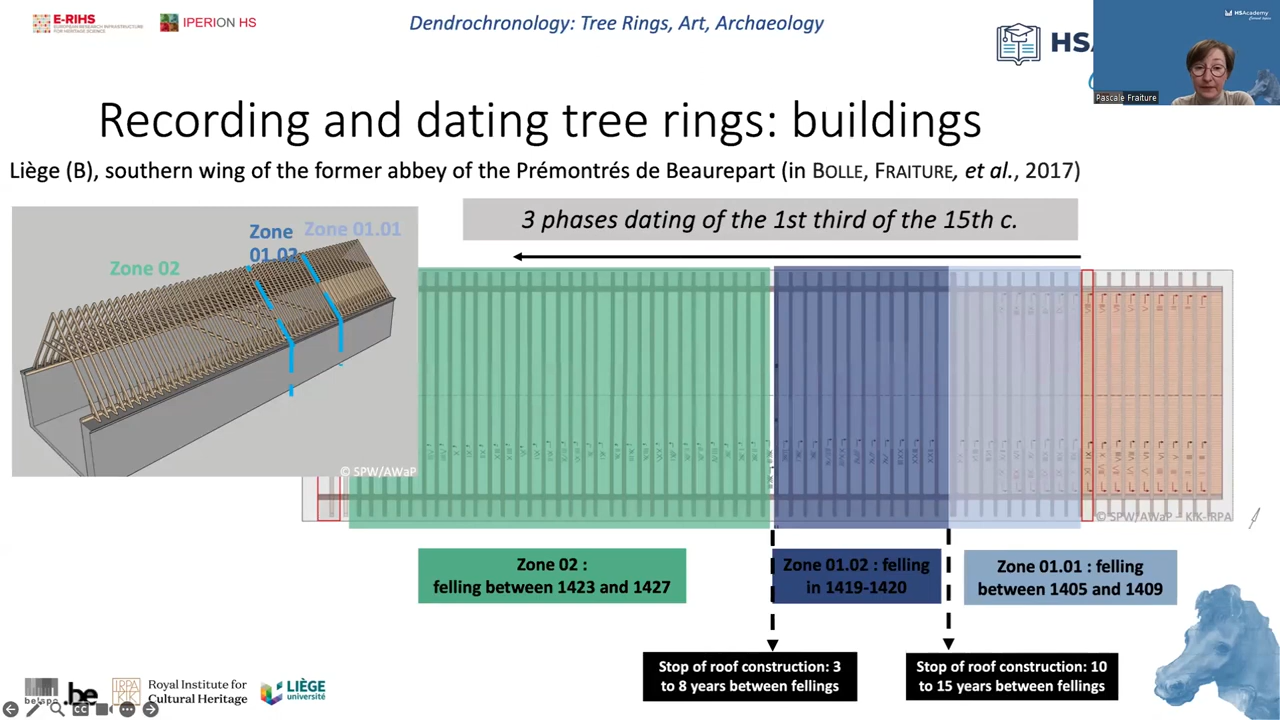 E-RIHS
EUROPEAN RESEARCH INFRASTRUCTURE
FOR HERITAGE SCIENCE
IPERION HS
Dendrochronology: Tree Rings, Art, Archaeology
HSA
HSAcademy
Pascale Fraiture
Recording and dating tree rings: buildings
Liège (B), southern wing of the former abbey of the Prémontrés de Beaurepart (in BOLLE, FRAITURE, et al., 2017)
3 phases dating of the 1st third of the 15th c.
Zone 02
Zone
01.02
Zone 01.01
© SPW/AWaP
© SPW/AWaP – KIK-IRPA
Zone 02 :
felling between 1423 and 1427
Zone 01.02 : felling
in 1419-1420
Zone 01.01 : felling
between 1405 and 1409
Stop of roof construction: 3
to 8 years between fellings
Stop of roof construction: 10
to 15 years between fellings
belspo
.be
IRPA
KIK
Royal Institute for
Cultural Heritage
LIÈGE
université
CC